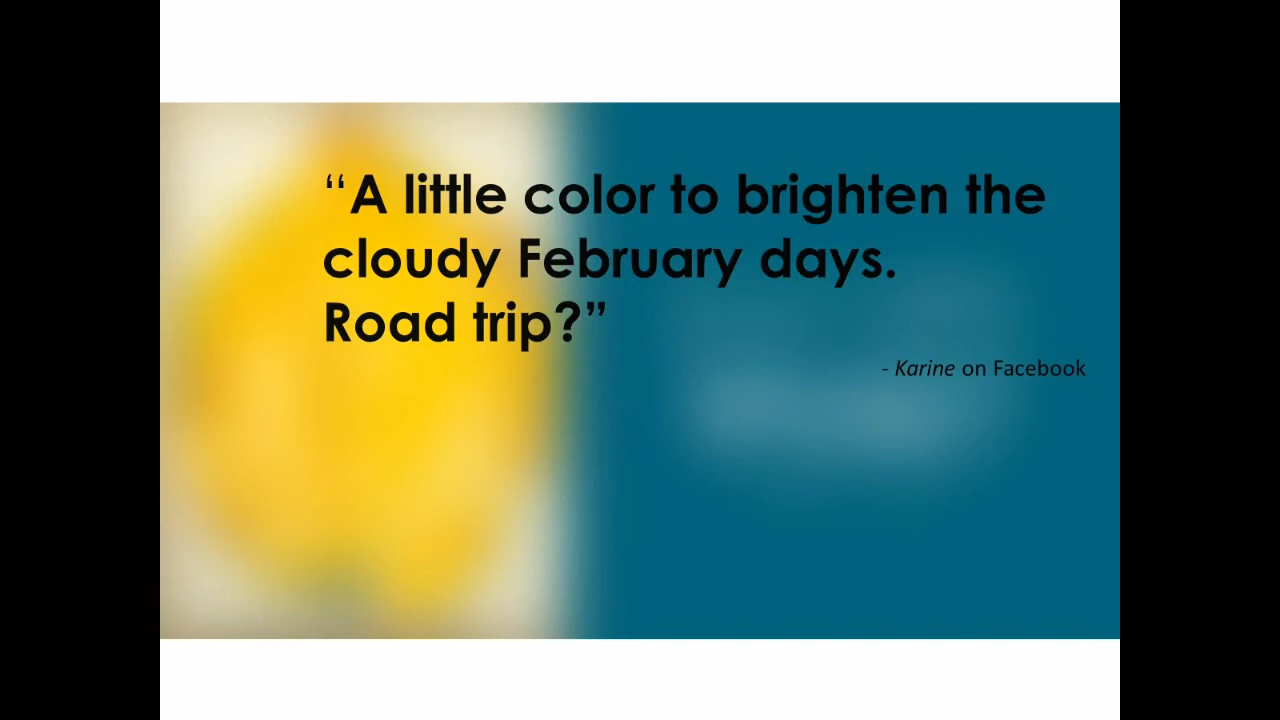 “A little color to brighten the
cloudy February days.
Road trip?”
- Karine on Facebook